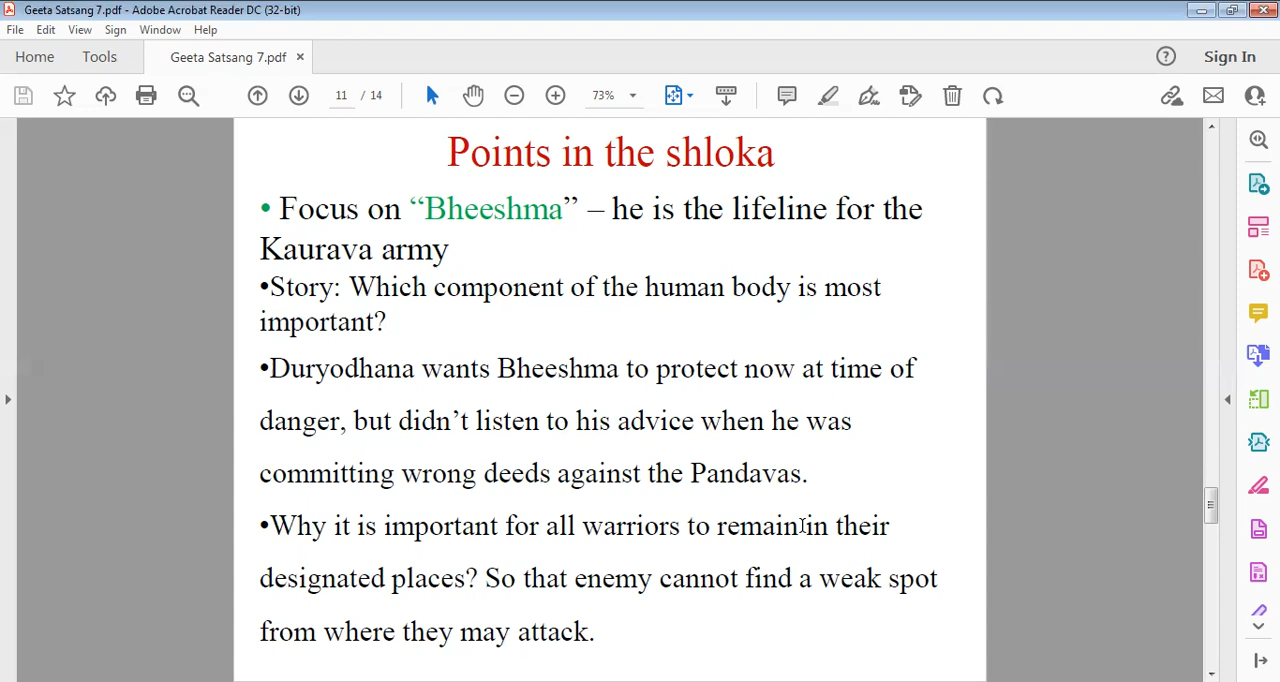 Geeta Satsang 7.pdf - Adobe Acrobat Reader DC (32-bit)
File Edit View Sign Window Help
Home Tools Geeta Satsang 7.pdf × Sign In
11 / 14 73%
Points in the shloka
• Focus on “Bheeshma” – he is the lifeline for the
Kaurava army
•Story: Which component of the human body is most
important?
•Duryodhana wants Bheeshma to protect now at time of
danger, but didn’t listen to his advice when he was
committing wrong deeds against the Pandavas.
•Why it is important for all warriors to remain in their
designated places? So that enemy cannot find a weak spot
from where they may attack.